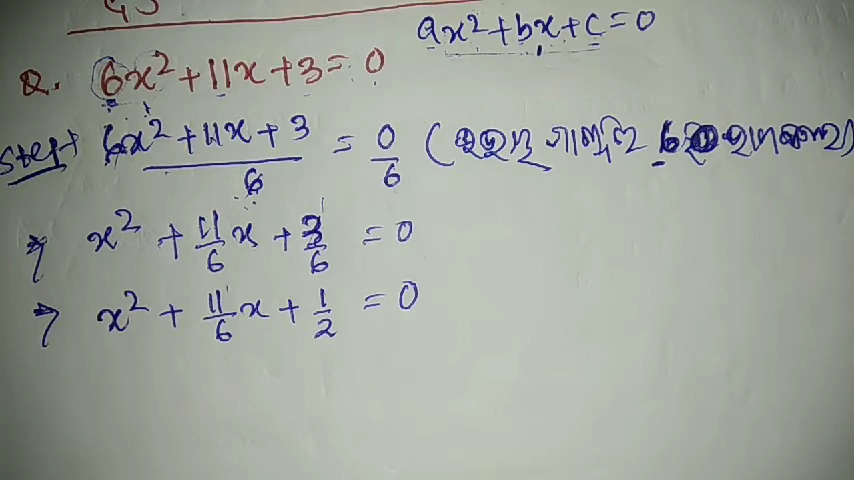 ax²+bx+c=0
Q. 6x²+11x+3=0
Step 6x²+11x+3/6 = 0/6 (
⇒ x² + 11/6 x + 3/6 = 0
⇒ x² + 11/6 x + 1/2 = 0